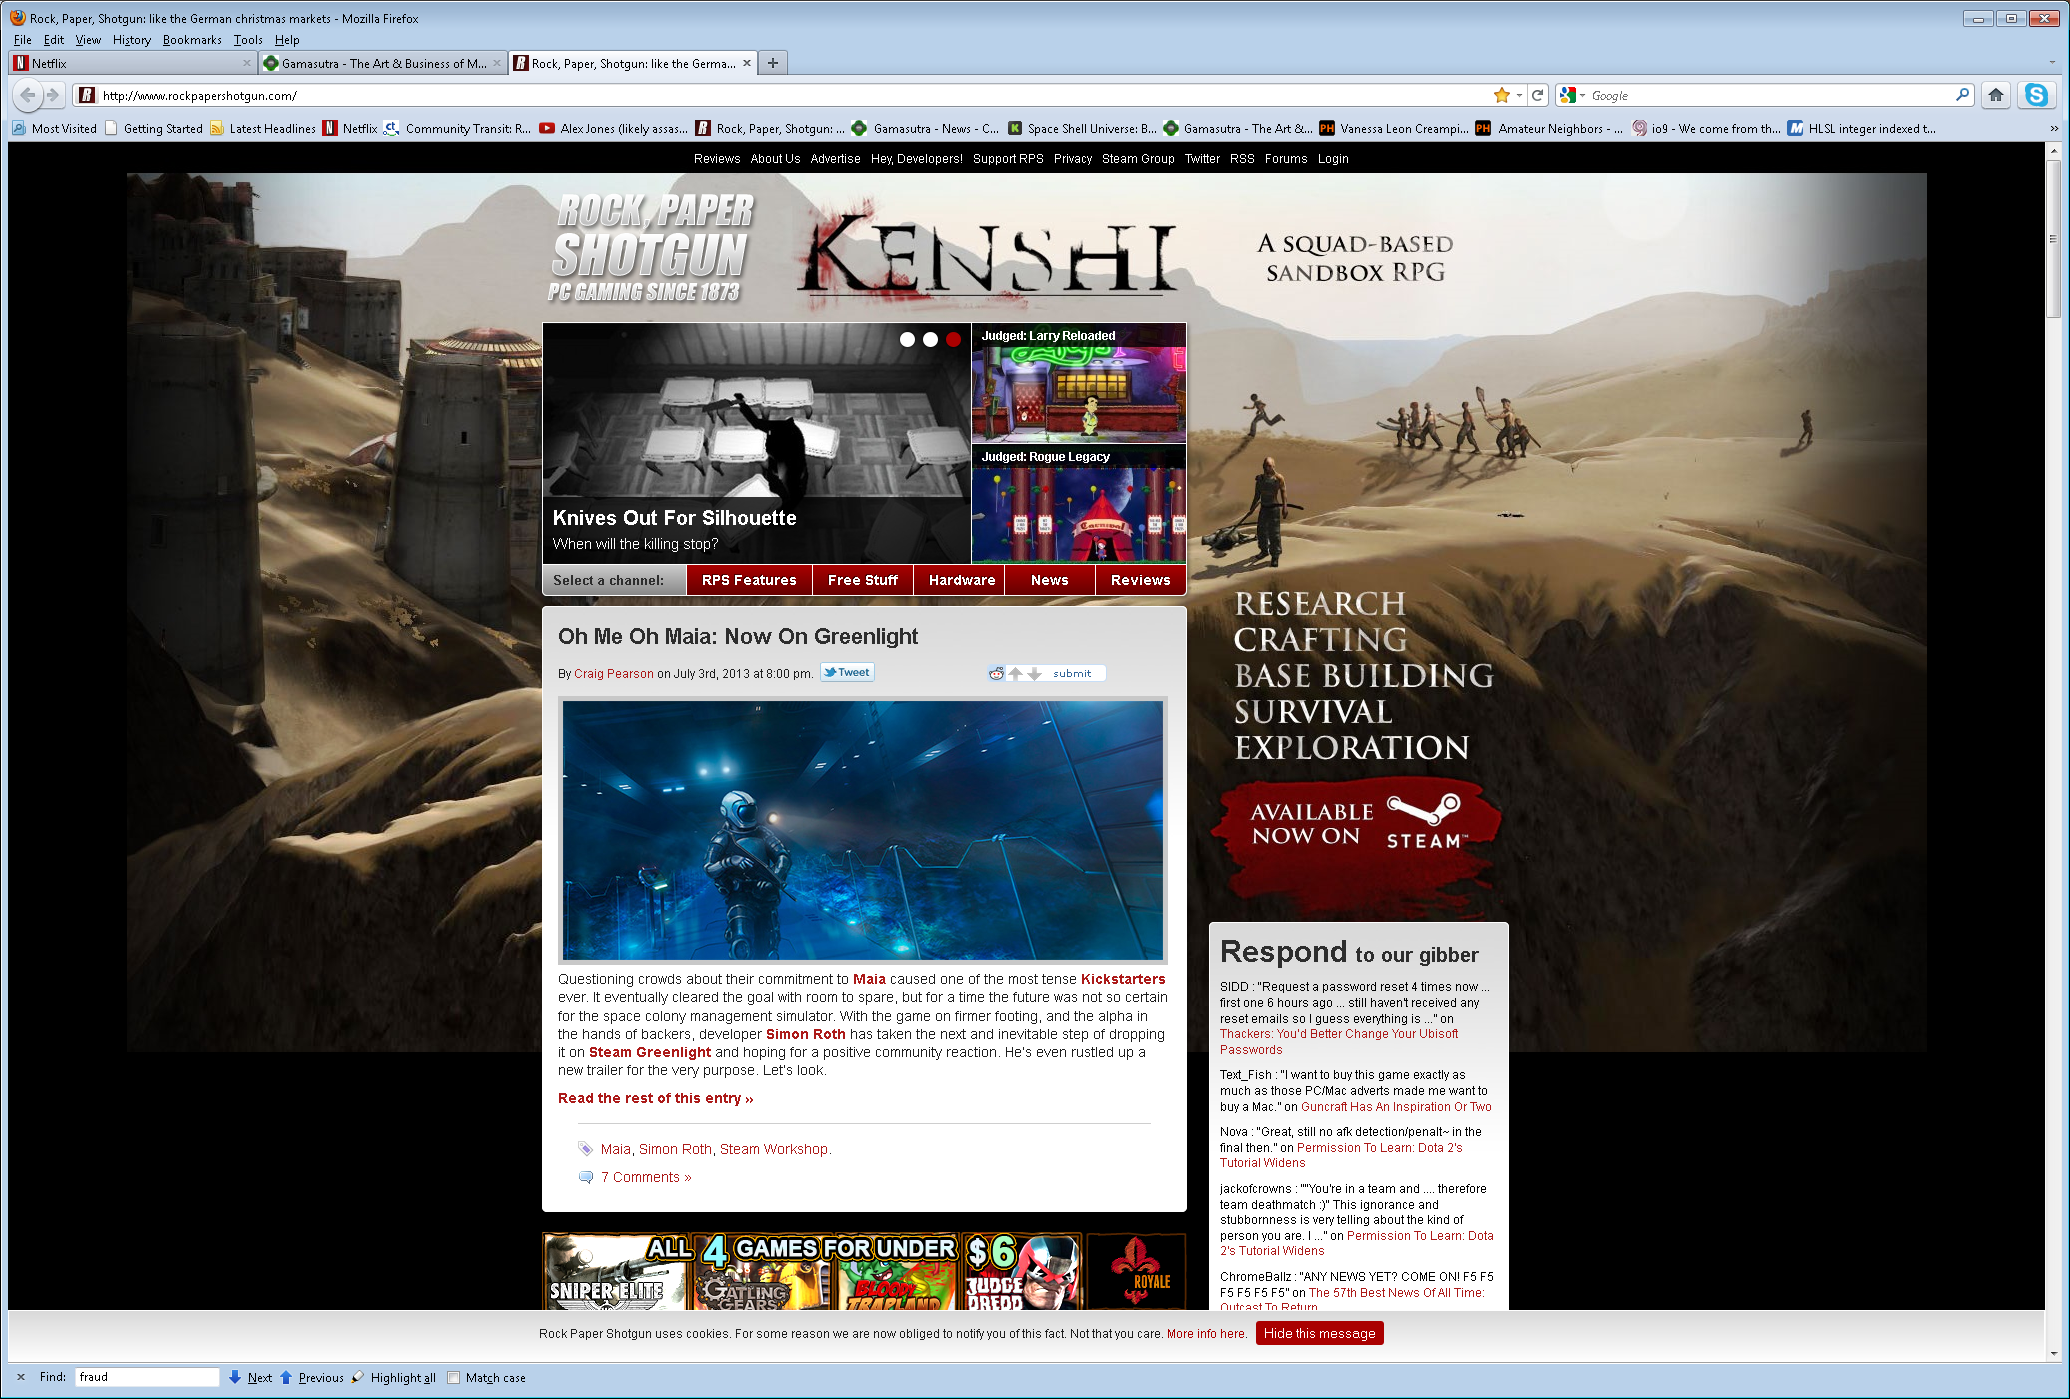 Rock, Paper, Shotgun: like the German christmas markets - Mozilla Firefox
File Edit View History Bookmarks Tools Help
Netflix
Gamasutra - The Art & Business of M...
Rock, Paper, Shotgun: like the Germa...
http://www.rockpapershotgun.com/
Google
Most Visited Getting Started Latest Headlines Netflix Community Transit: R... Alex Jones (likely assas... Rock, Paper, Shotgun: ... Gamasutra - News - C... Space Shell Universe: B... Gamasutra - The Art &... Vanessa Leon Creampi... Amateur Neighbors - ... io9 - We come from th... HLSL integer indexed t...
Reviews About Us Advertise Hey, Developers! Support RPS Privacy Steam Group Twitter RSS Forums Login
ROCK, PAPER
SHOTGUN
PC GAMING SINCE 1873
KENSHI
A SQUAD-BASED
SANDBOX RPG
Judged: Larry Reloaded
Judged: Rogue Legacy
Carnival
Knives Out For Silhouette
When will the killing stop?
Select a channel: RPS Features Free Stuff Hardware News Reviews
RESEARCH
CRAFTING
BASE BUILDING
SURVIVAL
EXPLORATION
AVAILABLE
NOW ON
STEAM™
Oh Me Oh Maia: Now On Greenlight
By Craig Pearson on July 3rd, 2013 at 8:00 pm.
Tweet
submit
Questioning crowds about their commitment to Maia caused one of the most tense Kickstarters
ever. It eventually cleared the goal with room to spare, but for a time the future was not so certain
for the space colony management simulator. With the game on firmer footing, and the alpha in
the hands of backers, developer Simon Roth has taken the next and inevitable step of dropping
it on Steam Greenlight and hoping for a positive community reaction. He's even rustled up a
new trailer for the very purpose. Let's look.
Read the rest of this entry »
Maia, Simon Roth, Steam Workshop.
7 Comments »
Respond to our gibber
SIDD : "Request a password reset 4 times now ...
first one 6 hours ago ... still haven't received any
reset emails so I guess everything is ..." on
Thackers: You'd Better Change Your Ubisoft
Passwords
Text_Fish : "I want to buy this game exactly as
much as those PC/Mac adverts made me want to
buy a Mac." on Guncraft Has An Inspiration Or Two
Nova : "Great, still no afk detection/penalt~ in the
final then." on Permission To Learn: Dota 2's
Tutorial Widens
jackofcrowns : ""You're in a team and .... therefore
team deathmatch :)" This ignorance and
stubbornness is very telling about the kind of
person you are. I ..." on Permission To Learn: Dota
2's Tutorial Widens
ChromeBallz : "ANY NEWS YET? COME ON! F5 F5
F5 F5 F5 F5" on The 57th Best News Of All Time:
Outcast To Return
ALL 4 GAMES FOR UNDER $6
SNIPER ELITE
GATLING
GEARS
BLOODY
TRAPLAND
JUDGE
DREDD
ROYALE
Rock Paper Shotgun uses cookies. For some reason we are now obliged to notify you of this fact. Not that you care. More info here.
Hide this message
Find: fraud Next Previous Highlight all Match case